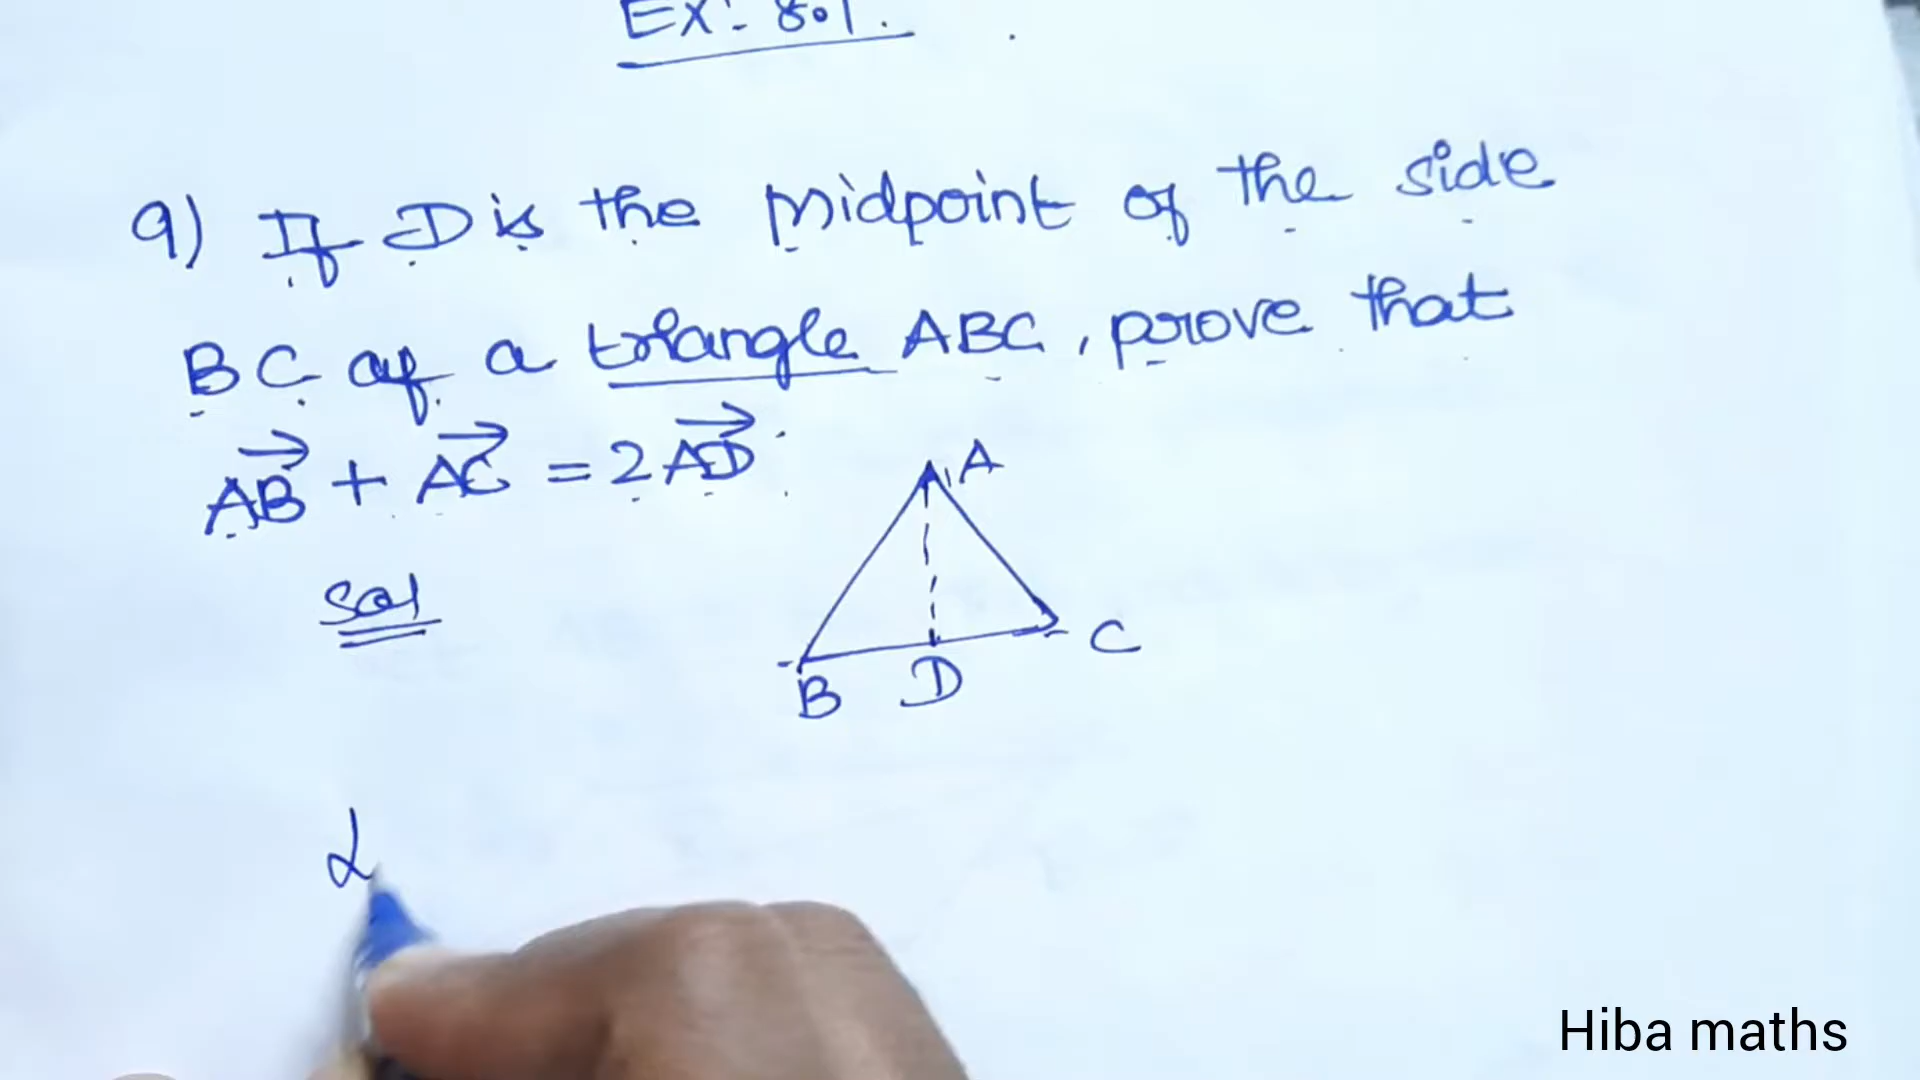 Ex:- 8.1.
9) If D is the midpoint of the side
BC of a triangle ABC, prove that
AB + AC = 2AD.
A
Sol
C
B D
L
Hiba maths